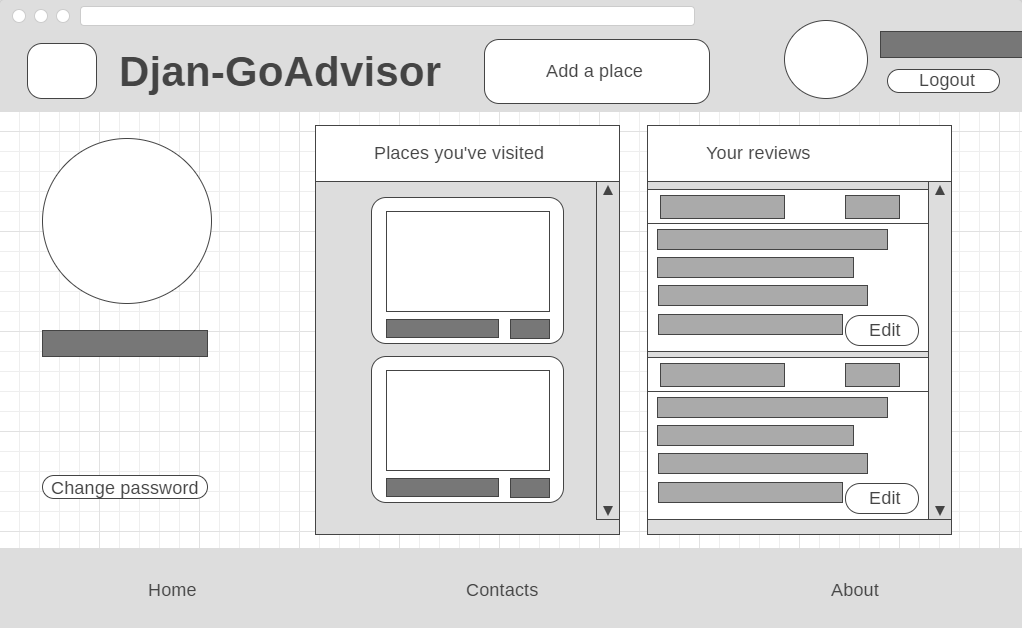 Djan-GoAdvisor
Add a place
Logout
Places you've visited
Your reviews
Edit
Change password
Edit
Home
Contacts
About